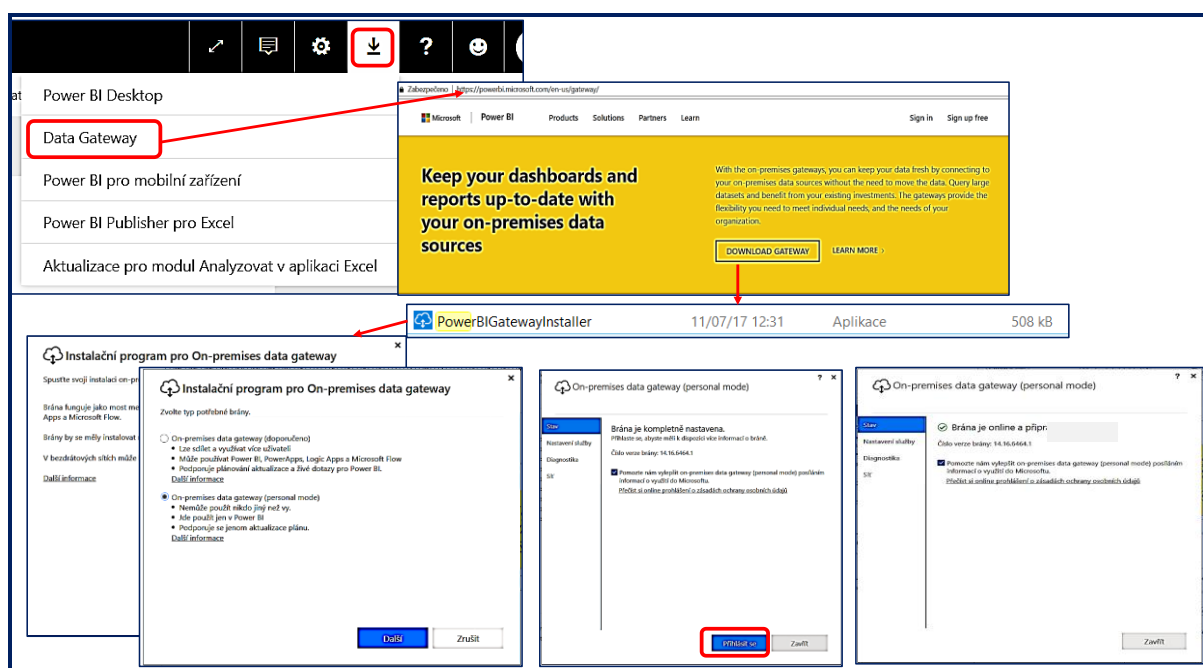 ?
at
Power BI Desktop
Data Gateway
Power BI pro mobilní zařízení
Power BI Publisher pro Excel
Aktualizace pro modul Analyzovat v aplikaci Excel
Zabezpečeno | https://powerbi.microsoft.com/en-us/gateway/
Microsoft | Power BI Products Solutions Partners Learn Sign in Sign up free
Keep your dashboards and
reports up-to-date with
your on-premises data
sources
With the on-premises gateways, you can keep your data fresh by connecting to
your on-premises data sources without the need to move the data. Query large
datasets and benefit from your existing investments. The gateways provide the
flexibility you need to meet individual needs, and the needs of your
organization.
DOWNLOAD GATEWAY LEARN MORE >
PowerBIGatewayInstaller 11/07/17 12:31 Aplikace 508 kB
Instalační program pro On-premises data gateway
Spusťte svoji instalaci on-pr
Brána funguje jako most me
Apps a Microsoft Flow.
Brány by se měly instalovat
V bezdrátových sítích může
Další informace
Instalační program pro On-premises data gateway
Zvolte typ potřebné brány.
On-premises data gateway (doporučeno)
• Lze sdílet a využívat více uživateli
• Může používat Power BI, PowerApps, Logic Apps a Microsoft Flow
• Podporuje plánování aktualizace a živé dotazy pro Power BI.
Další informace
On-premises data gateway (personal mode)
• Nemůže použít nikdo jiný než vy.
• Jde použít jen v Power BI
• Podporuje se jenom aktualizace plánu.
Další informace
Další Zrušit
On-premises data gateway (personal mode)
? ×
Stav
Nastavení služby
Diagnostika
Síť
Brána je kompletně nastavena.
Přihlaste se, abyste měli k dispozici více informací o bráně.
Číslo verze brány: 14.16.6464.1
Pomozte nám vylepšit on-premises data gateway (personal mode) posíláním
informací o využití do Microsoftu.
Přečíst si online prohlášení o zásadách ochrany osobních údajů
Přihlásit se Zavřít
On-premises data gateway (personal mode)
? ×
Stav
Nastavení služby
Diagnostika
Síť
Brána je online a připr
Číslo verze brány: 14.16.6464.1
Pomozte nám vylepšit on-premises data gateway (personal mode) posíláním
informací o využití do Microsoftu.
Přečíst si online prohlášení o zásadách ochrany osobních údajů
Zavřít